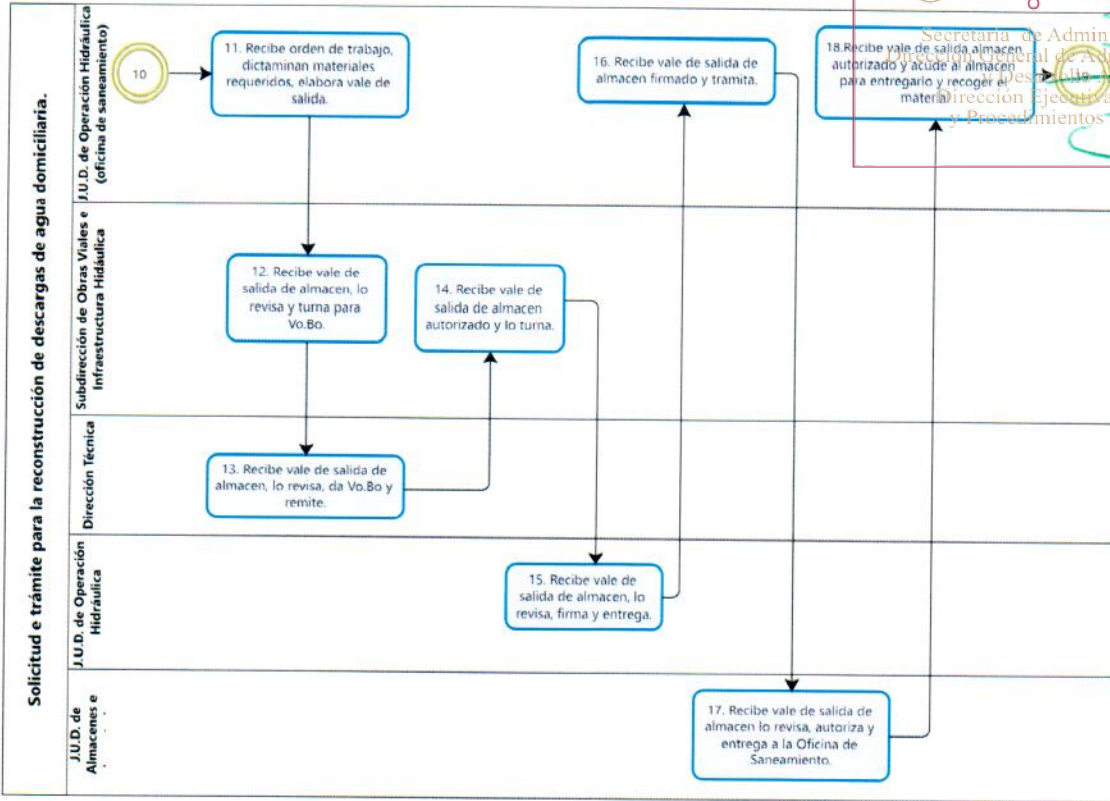 Solicitud e trámite para la reconstrucción de descargas de agua domiciliaria.
J.U.D. de Operación Hidráulica
(oficina de saneamiento)
10
11. Recibe orden de trabajo,
dictaminan materiales
requeridos, elabora vale de
salida.
16. Recibe vale de salida de
almacen firmado y tramita.
18.Recibe vale de salida almacen
autorizado y acude al almacen
para entregarlo y recoger el
material
Secretaría de Admin
Dirección General de Ad
y Des
Dirección Ejecutiva
y Procedimientos
Subdirección de Obras Viales e
Infraestructura Hidáulica
12. Recibe vale de
salida de almacen, lo
revisa y turna para
Vo.Bo.
14. Recibe vale de
salida de almacen
autorizado y lo turna.
Dirección Técnica
13. Recibe vale de salida de
almacen, lo revisa, da Vo.Bo y
remite.
J.U.D. de Operación
Hidráulica
15. Recibe vale de
salida de almacen, lo
revisa, firma y entrega.
J.U.D. de
Almacenes e
17. Recibe vale de salida de
almacen lo revisa, autoriza y
entrega a la Oficina de
Saneamiento.